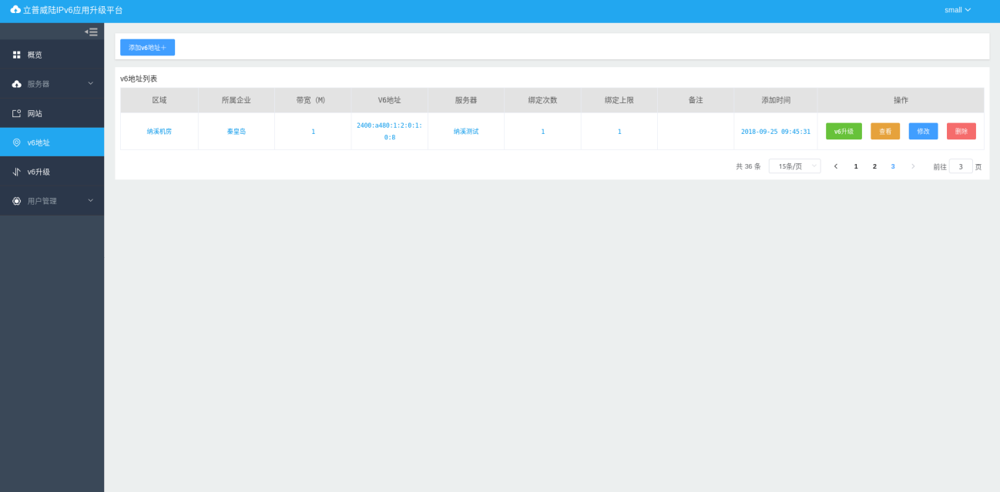 立普威陆IPv6应用升级平台
small
概览
服务器
网站
v6地址
v6升级
用户管理
添加v6地址+
v6地址列表
区域 所属企业 带宽（M） V6地址 服务器 绑定次数 绑定上限 备注 添加时间 操作
纳溪机房 秦皇岛 1 2400:a480:1:2:0:1: 纳溪测试 1 1 2018-09-25 09:45:31 v6升级 查看 修改 删除
0:8
共 36 条 15条/页 1 2 3 前往 3 页